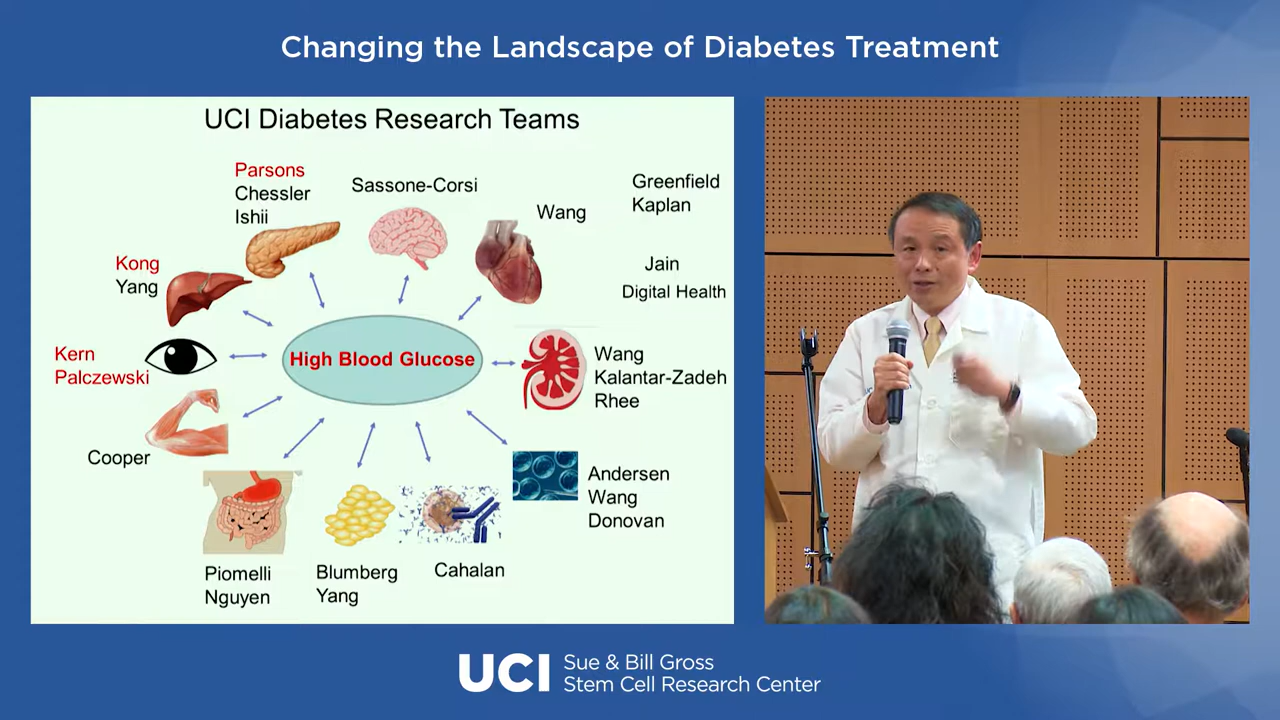 Changing the Landscape of Diabetes Treatment
UCI Diabetes Research Teams
Parsons
Chessler
Ishii
Sassone-Corsi
Wang
Greenfield
Kaplan
Kong
Yang
Jain
Digital Health
Kern
Palczewski
High Blood Glucose
Wang
Kalantar-Zadeh
Rhee
Cooper
Andersen
Wang
Donovan
Piomelli
Nguyen
Blumberg
Yang
Cahalan
UCI
Sue & Bill Gross
Stem Cell Research Center